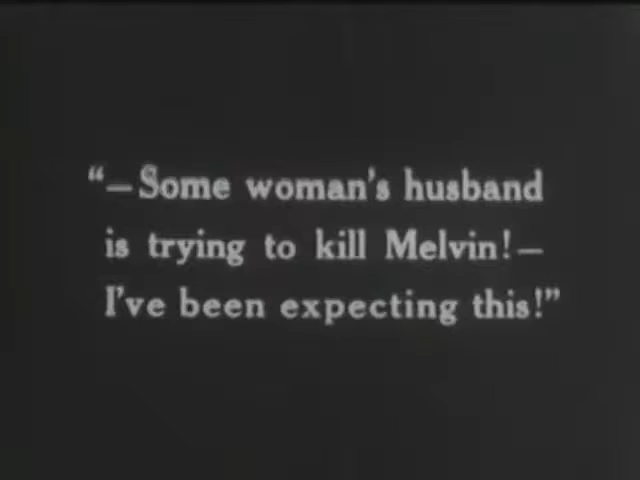 “—Some woman's husband
is trying to kill Melvin!—
I've been expecting this!”